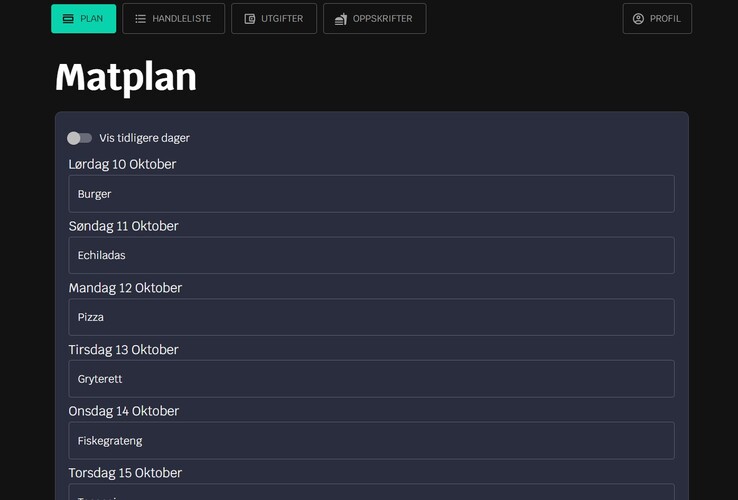 PLAN
HANDLELISTE
UTGIFTER
OPPSKRIFTER
PROFIL
Matplan
Vis tidligere dager
Lørdag 10 Oktober
Burger
Søndag 11 Oktober
Echiladas
Mandag 12 Oktober
Pizza
Tirsdag 13 Oktober
Gryterett
Onsdag 14 Oktober
Fiskegrateng
Torsdag 15 Oktober